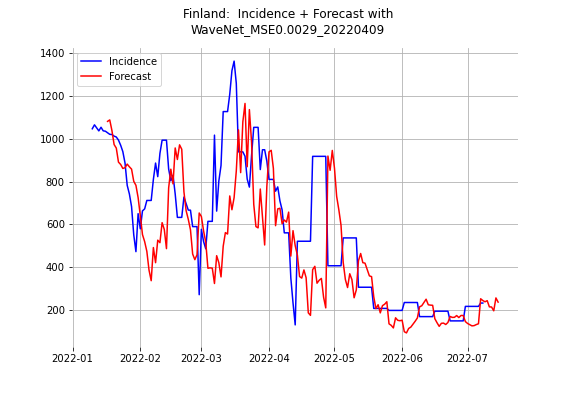 Finland:  Incidence + Forecast with
WaveNet_MSE0.0029_20220409
Incidence
Forecast
1400
1200
1000
800
600
400
200
2022-01 2022-02 2022-03 2022-04 2022-05 2022-06 2022-07